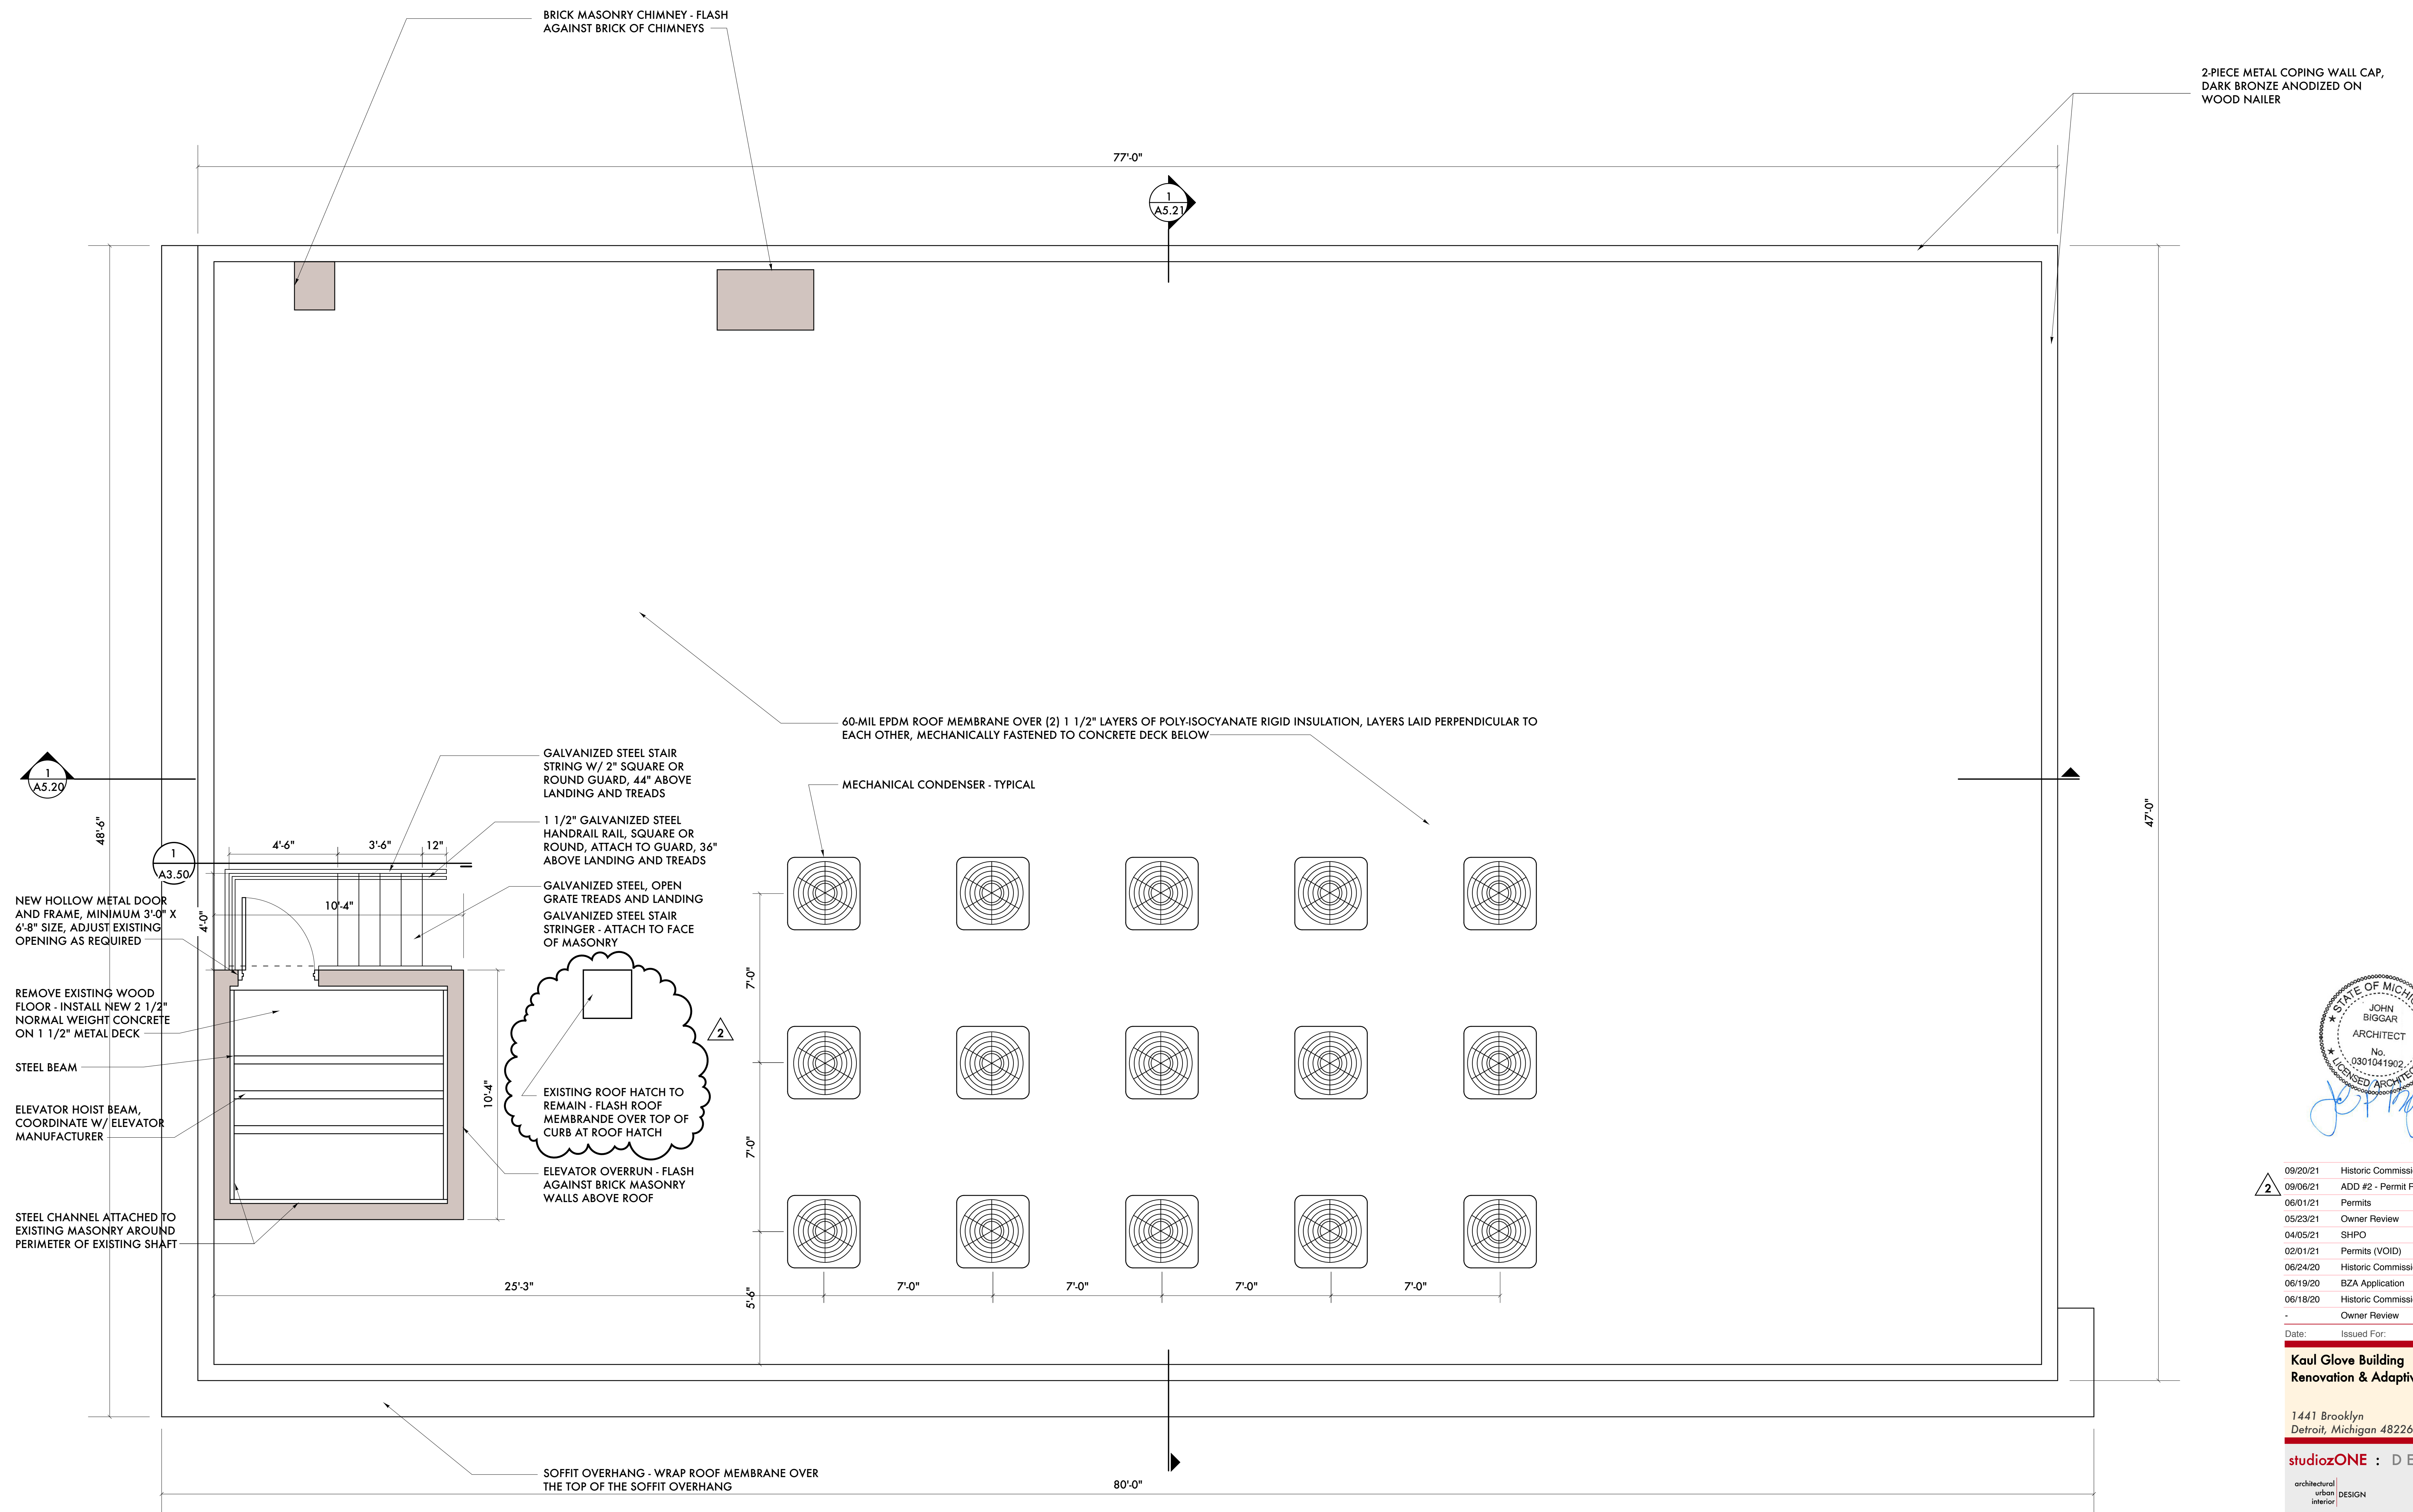 BRICK MASONRY CHIMNEY - FLASH
AGAINST BRICK OF CHIMNEYS
2-PIECE METAL COPING WALL CAP,
DARK BRONZE ANODIZED ON
WOOD NAILER
77'-0"
1
A5.21
60-MIL EPDM ROOF MEMBRANE OVER (2) 1 1/2" LAYERS OF POLY-ISOCYANATE RIGID INSULATION, LAYERS LAID PERPENDICULAR TO
EACH OTHER, MECHANICALLY FASTENED TO CONCRETE DECK BELOW
MECHANICAL CONDENSER - TYPICAL
1
A5.20
48'-6"
47'-0"
GALVANIZED STEEL STAIR
STRING W/ 2" SQUARE OR
ROUND GUARD, 44" ABOVE
LANDING AND TREADS
1 1/2" GALVANIZED STEEL
HANDRAIL RAIL, SQUARE OR
ROUND, ATTACH TO GUARD, 36"
ABOVE LANDING AND TREADS
GALVANIZED STEEL, OPEN
GRATE TREADS AND LANDING
GALVANIZED STEEL STAIR
STRINGER - ATTACH TO FACE
OF MASONRY
4'-6"
3'-6"
12"
1
A3.50
10'-4"
4'-0"
NEW HOLLOW METAL DOOR
AND FRAME, MINIMUM 3'-0" X
6'-8" SIZE, ADJUST EXISTING
OPENING AS REQUIRED
REMOVE EXISTING WOOD
FLOOR - INSTALL NEW 2 1/2"
NORMAL WEIGHT CONCRETE
ON 1 1/2" METAL DECK
STEEL BEAM
ELEVATOR HOIST BEAM,
COORDINATE W/ ELEVATOR
MANUFACTURER
STEEL CHANNEL ATTACHED TO
EXISTING MASONRY AROUND
PERIMETER OF EXISTING SHAFT
10'-4"
2
EXISTING ROOF HATCH TO
REMAIN - FLASH ROOF
MEMBRANDE OVER TOP OF
CURB AT ROOF HATCH
ELEVATOR OVERRUN - FLASH
AGAINST BRICK MASONRY
WALLS ABOVE ROOF
7'-0"
7'-0"
5'-6"
25'-3"
7'-0"
7'-0"
7'-0"
7'-0"
SOFFIT OVERHANG - WRAP ROOF MEMBRANE OVER
THE TOP OF THE SOFFIT OVERHANG
80'-0"
STATE OF MICHI
JOHN
BIGGAR
ARCHITECT
No.
0301041902
LICENSED ARCHITEC
09/20/21 Historic Commissi
2
09/06/21 ADD #2 - Permit F
06/01/21 Permits
05/23/21 Owner Review
04/05/21 SHPO
02/01/21 Permits (VOID)
06/24/20 Historic Commissi
06/19/20 BZA Application
06/18/20 Historic Commissi
- Owner Review
Date: Issued For:
Kaul Glove Building
Renovation & Adaptiv
1441 Brooklyn
Detroit, Michigan 48226
studiozONE : D E
architectural
urban
interior
DESIGN